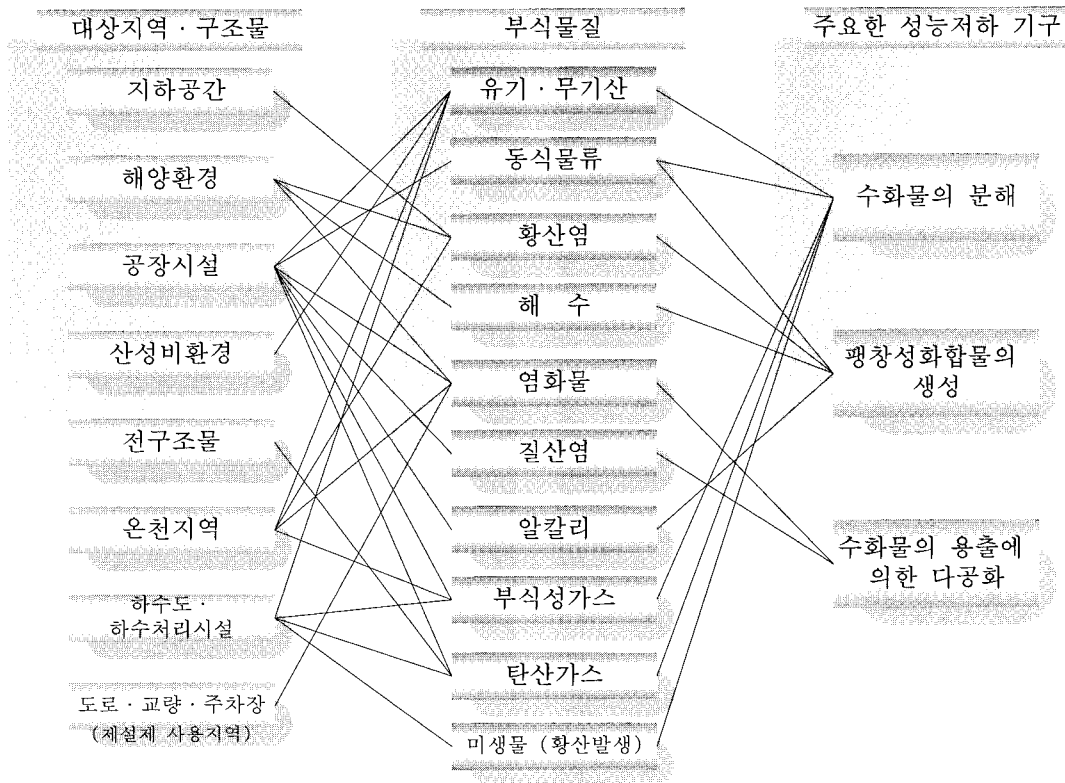 대상지역 · 구조물
지하공간
해양환경
공장시설
산성비환경
전구조물
온천지역
하수도 ·
하수처리시설
도로 · 교량 · 주차장
(제설제 사용지역)
부식물질
유기 · 무기산
동식물류
황산염
해 수
염화물
질산염
알칼리
부식성가스
탄산가스
미생물 (황산발생)
주요한 성능저하 기구
수화물의 분해
팽창성화합물의
생성
수화물의 용출에
의한 다공화